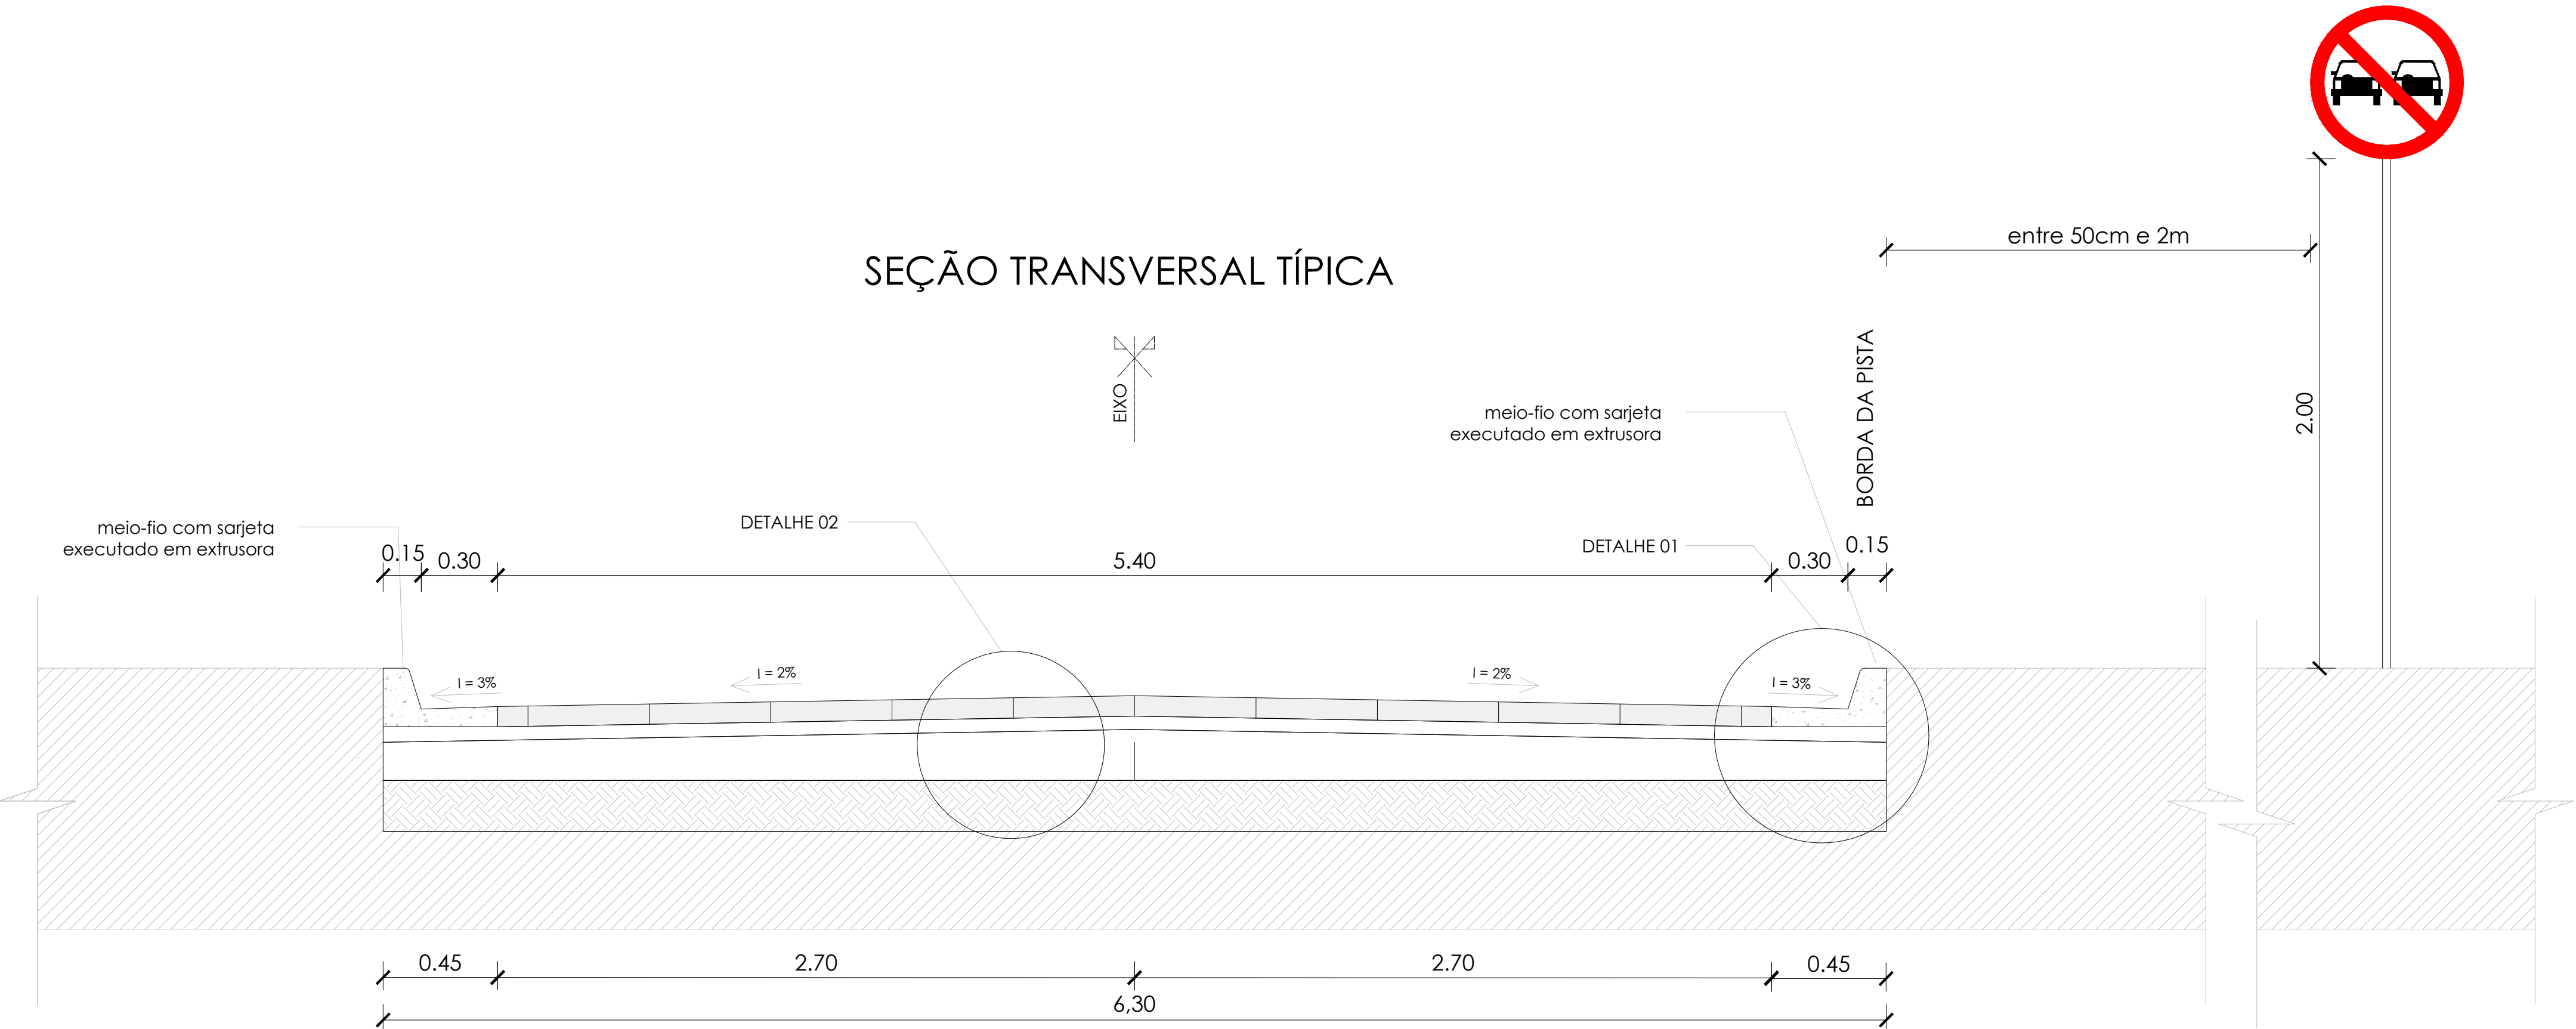 entre 50cm e 2m
SEÇÃO TRANSVERSAL TÍPICA
EIXO
BORDA DA PISTA
2.00
meio-fio com sarjeta
executado em extrusora
meio-fio com sarjeta
executado em extrusora
DETALHE 02
DETALHE 01
0.15
0.30
5.40
0.30
0.15
I = 3%
I = 2%
I = 2%
I = 3%
0.45
2.70
2.70
0.45
6,30